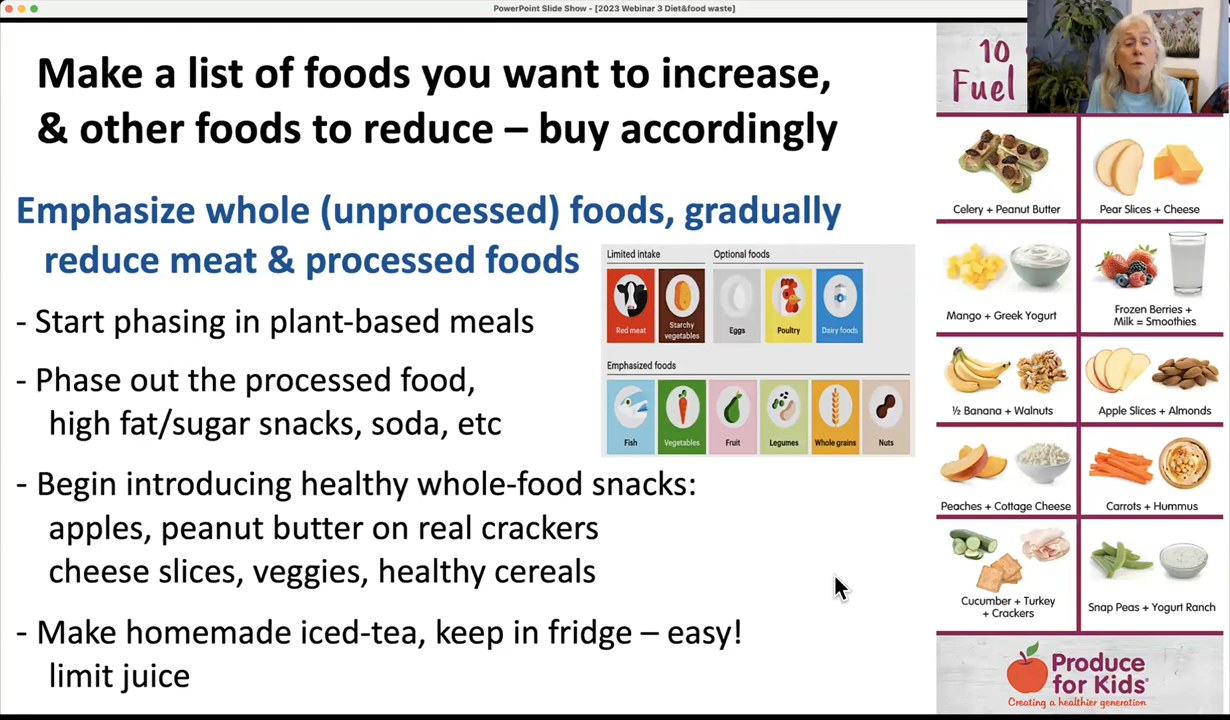 PowerPoint Slide Show - [2023 Webinar 3 Diet&food waste]
Make a list of foods you want to increase,
& other foods to reduce – buy accordingly
Emphasize whole (unprocessed) foods, gradually
reduce meat & processed foods
- Start phasing in plant-based meals
- Phase out the processed food,
high fat/sugar snacks, soda, etc
- Begin introducing healthy whole-food snacks:
apples, peanut butter on real crackers
cheese slices, veggies, healthy cereals
- Make homemade iced-tea, keep in fridge – easy!
limit juice
Limited intake
Optional foods
Red meat
Starchy
vegetables
Eggs
Poultry
Dairy foods
Emphasized foods
Fish
Vegetables
Fruit
Legumes
Whole grains
Nuts
10
Fuel
Celery + Peanut Butter
Pear Slices + Cheese
Mango + Greek Yogurt
Frozen Berries +
Milk = Smoothies
½ Banana + Walnuts
Apple Slices + Almonds
Peaches + Cottage Cheese
Carrots + Hummus
Cucumber + Turkey
+ Crackers
Snap Peas + Yogurt Ranch
Produce
for Kids®
Creating a healthier generation